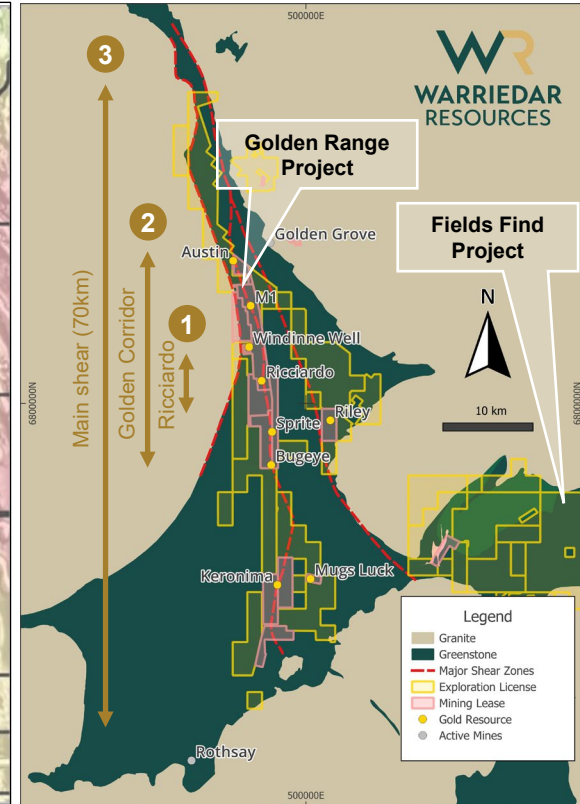 500000E
WARRIEDAR
RESOURCES
3
Golden Range
Project
2
Golden Grove
Fields Find
Project
Austin
N
M1
1
Windinne Well
Main shear (70km)
Golden Corridor
Ricciardo
Ricciardo
6800000N
6800000N
10 km
Riley
Sprite
Bugeye
Keronima
Mugs Luck
Legend
Granite
Greenstone
Major Shear Zones
Exploration License
Mining Lease
Gold Resource
Active Mines
Rothsay
500000E